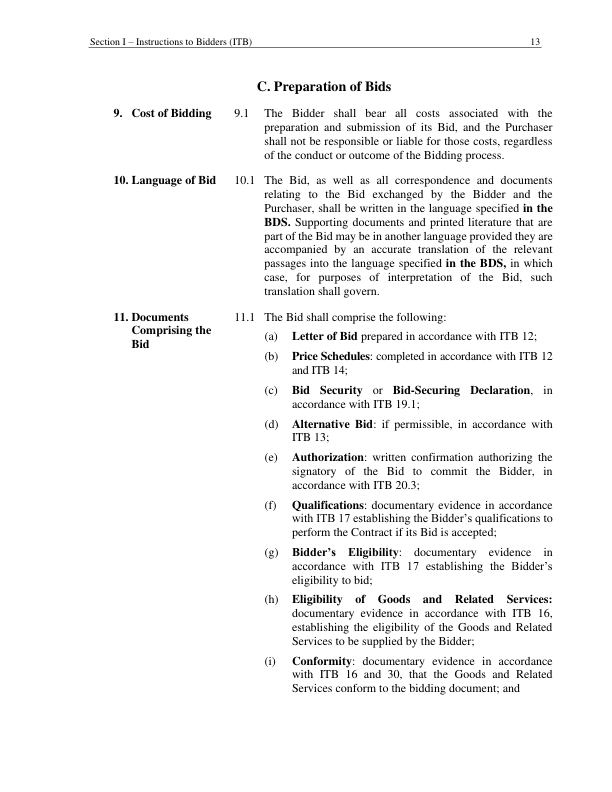 Section I – Instructions to Bidders (ITB) 13
C. Preparation of Bids
9. Cost of Bidding
9.1 The Bidder shall bear all costs associated with the
preparation and submission of its Bid, and the Purchaser
shall not be responsible or liable for those costs, regardless
of the conduct or outcome of the Bidding process.
10. Language of Bid
10.1 The Bid, as well as all correspondence and documents
relating to the Bid exchanged by the Bidder and the
Purchaser, shall be written in the language specified in the
BDS. Supporting documents and printed literature that are
part of the Bid may be in another language provided they are
accompanied by an accurate translation of the relevant
passages into the language specified in the BDS, in which
case, for purposes of interpretation of the Bid, such
translation shall govern.
11. Documents
Comprising the
Bid
11.1 The Bid shall comprise the following:
(a) Letter of Bid prepared in accordance with ITB 12;
(b) Price Schedules: completed in accordance with ITB 12
and ITB 14;
(c) Bid Security or Bid-Securing Declaration, in
accordance with ITB 19.1;
(d) Alternative Bid: if permissible, in accordance with
ITB 13;
(e) Authorization: written confirmation authorizing the
signatory of the Bid to commit the Bidder, in
accordance with ITB 20.3;
(f) Qualifications: documentary evidence in accordance
with ITB 17 establishing the Bidder’s qualifications to
perform the Contract if its Bid is accepted;
(g) Bidder’s Eligibility: documentary evidence in
accordance with ITB 17 establishing the Bidder’s
eligibility to bid;
(h) Eligibility of Goods and Related Services:
documentary evidence in accordance with ITB 16,
establishing the eligibility of the Goods and Related
Services to be supplied by the Bidder;
(i) Conformity: documentary evidence in accordance
with ITB 16 and 30, that the Goods and Related
Services conform to the bidding document; and